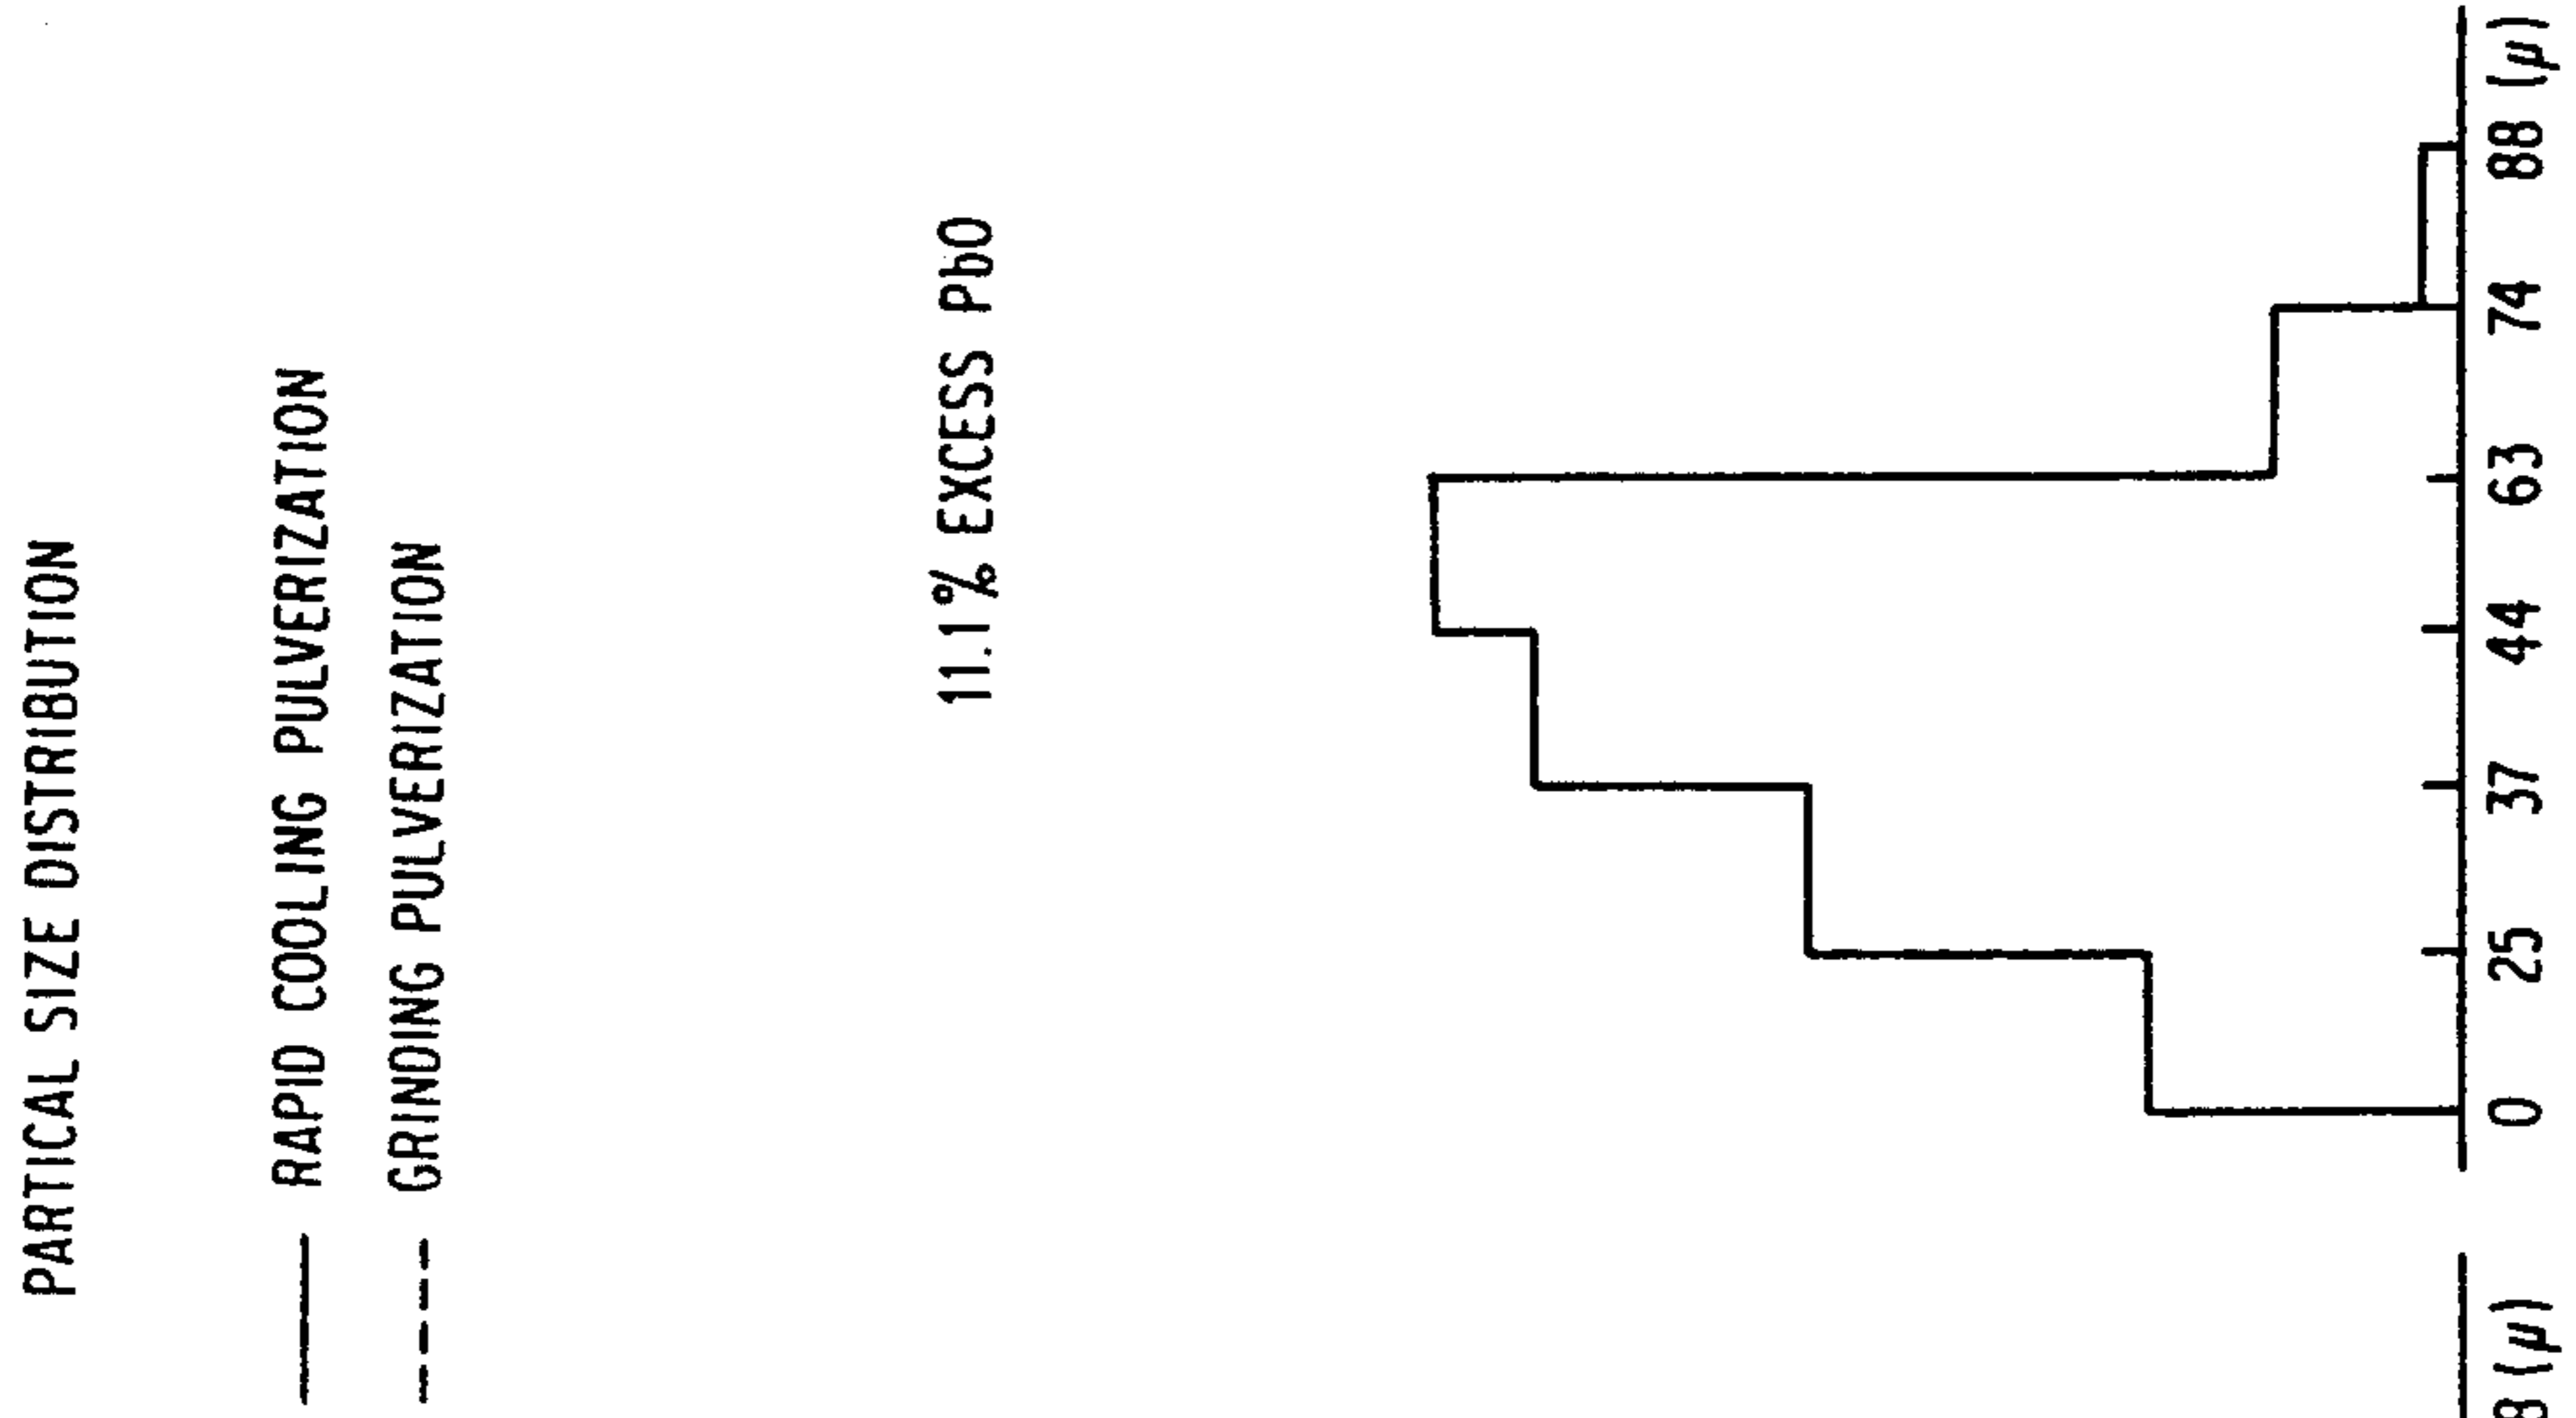 PARTICAL SIZE DISTRIBUTION
RAPID COOLING PULVERIZATION
GRINDING PULVERIZATION
11.1% EXCESS PbO
0 25 37 44 63 74 88 (μ)
8 (μ)